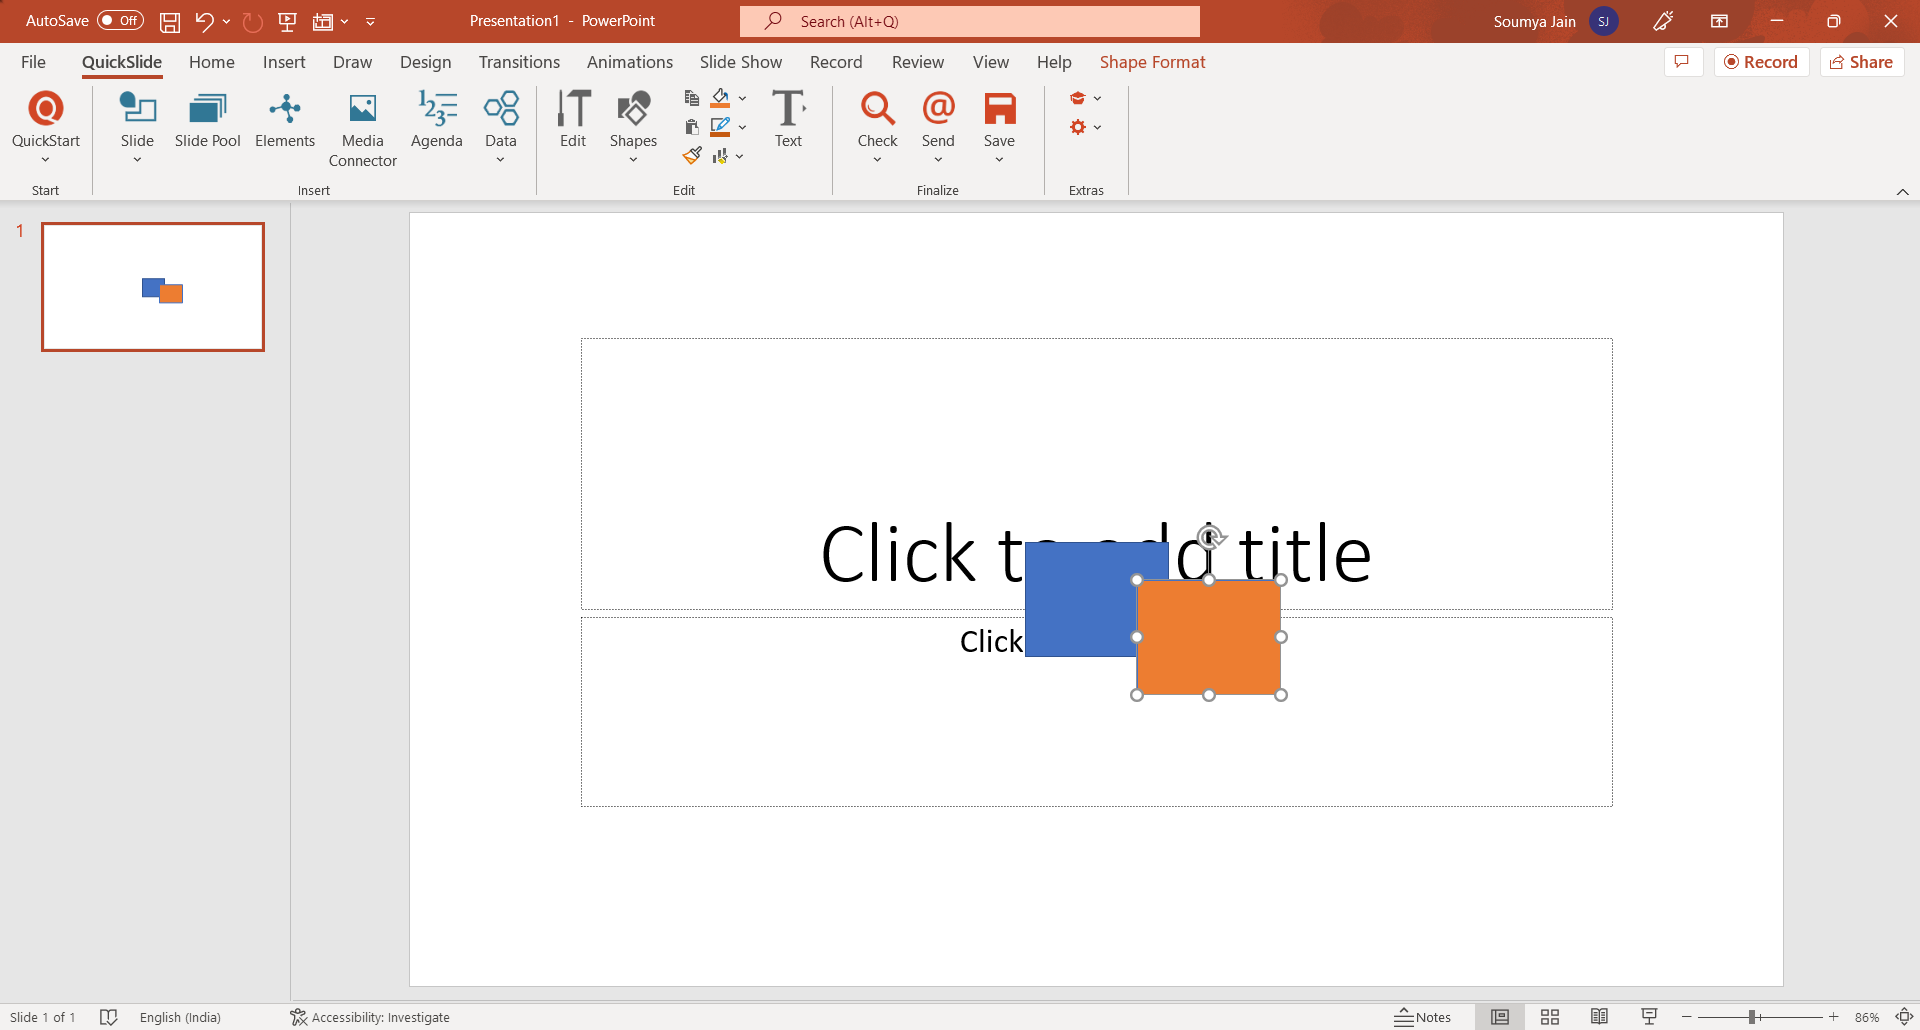 AutoSave Off Presentation1 - PowerPoint Search (Alt+Q) Soumya Jain SJ
File QuickSlide Home Insert Draw Design Transitions Animations Slide Show Record Review View Help Shape Format Record Share
QuickStart Slide Slide Pool Elements Media Connector Agenda Data Edit Shapes Text Check Send Save
Start Insert Edit Finalize Extras
1
Click to add title
Click
Slide 1 of 1 English (India) Accessibility: Investigate Notes 86%